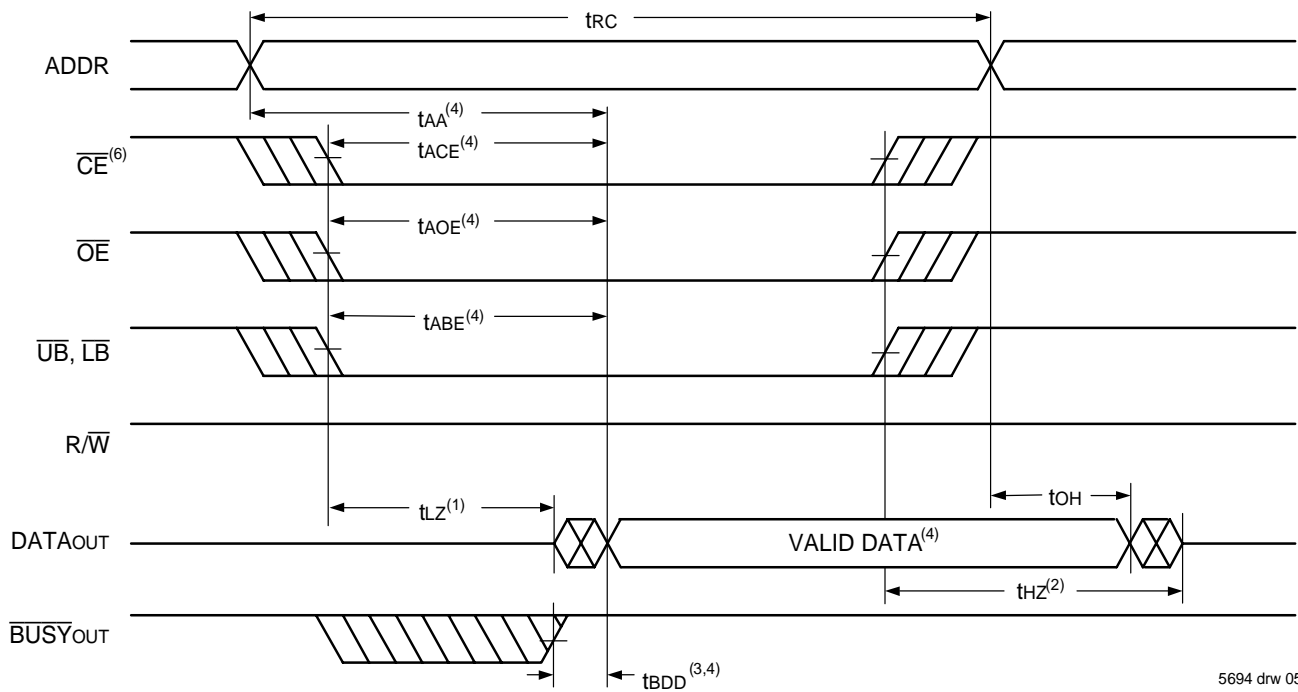 tRC
ADDR
tAA(4)
CE(6)
tACE(4)
OE
tAOE(4)
UB, LB
tABE(4)
R/W
tLZ(1)
tOH
DATAOUT
VALID DATA(4)
tHZ(2)
BUSYOUT
tBDD(3,4)
5694 drw 05